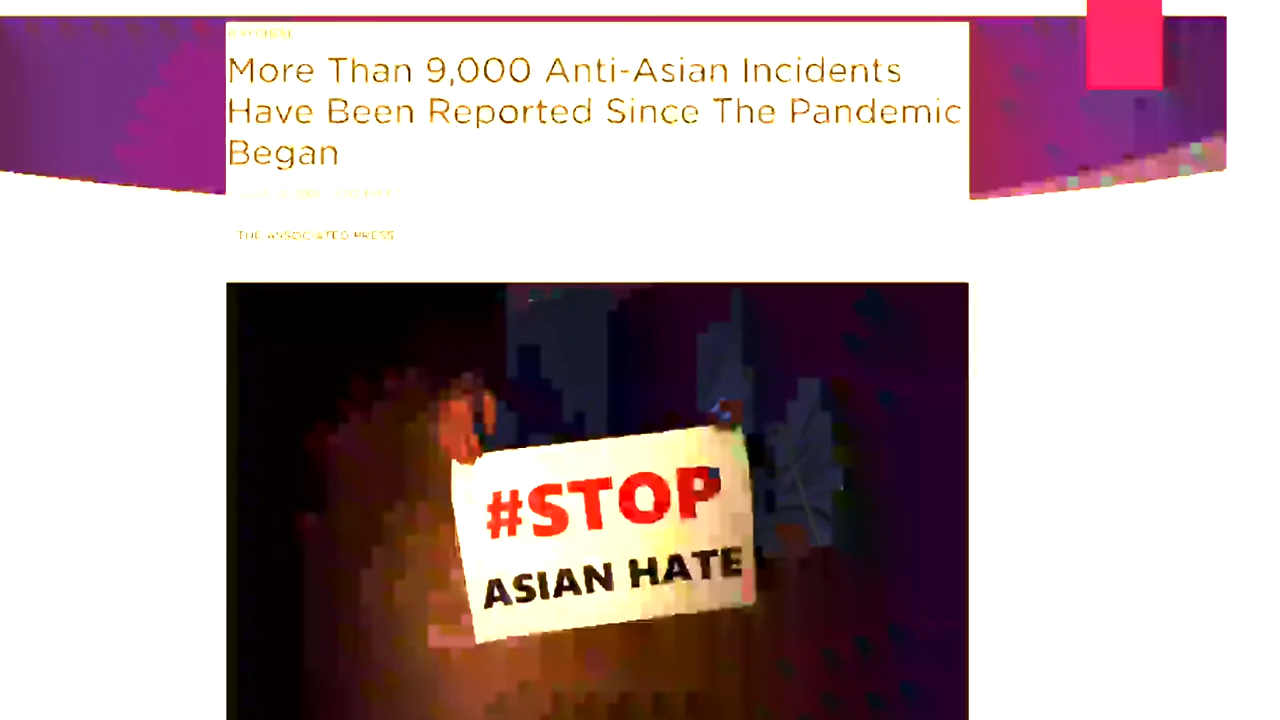 More Than 9,000 Anti-Asian Incidents
Have Been Reported Since The Pandemic
Began
THE ASSOCIATED PRESS
#STOP
ASIAN HATE